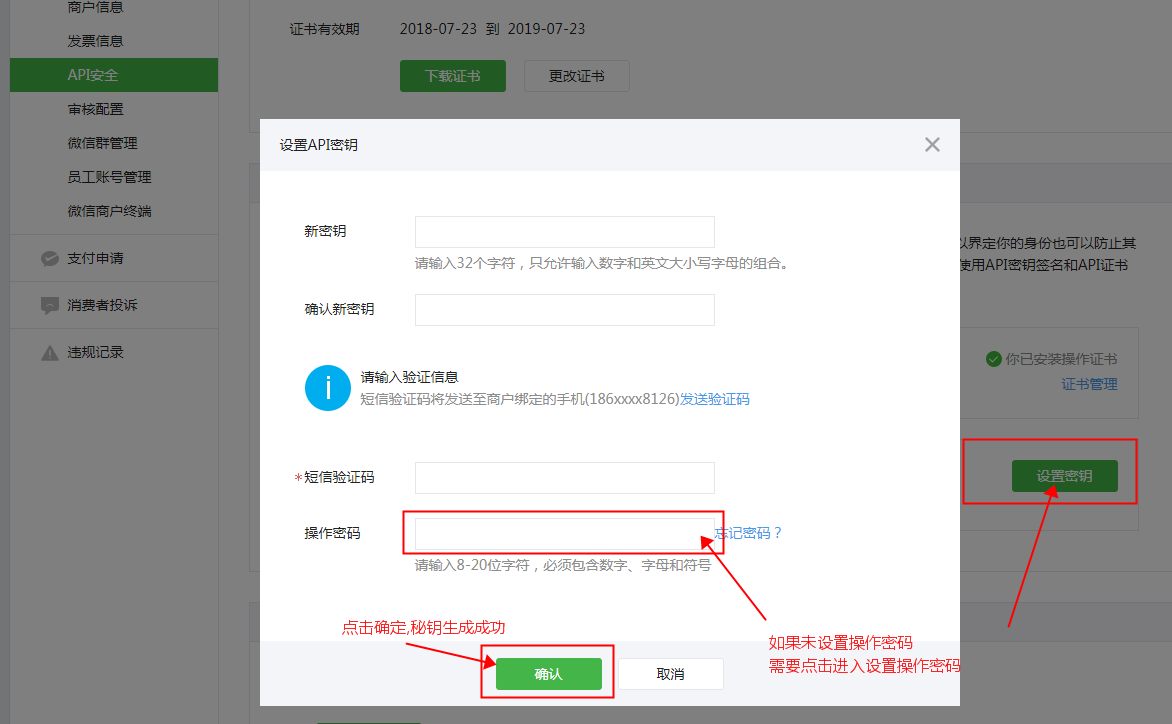 商户信息
发票信息
API安全
审核配置
微信群管理
员工账号管理
微信商户终端
支付申请
消费者投诉
违规记录
证书有效期 2018-07-23 到 2019-07-23
下载证书 更改证书
设置API密钥
新密钥
请输入32个字符，只允许输入数字和英文大小写字母的组合。
确认新密钥
i
请输入验证信息
短信验证码将发送至商户绑定的手机(186xxxx8126)发送验证码
*短信验证码
操作密码 忘记密码？
请输入8-20位字符，必须包含数字、字母和符号
点击确定,秘钥生成成功
如果未设置操作密码
需要点击进入设置操作密码
确认 取消
以界定你的身份也可以防止其
使用API密钥签名和API证书
你已安装操作证书
证书管理
设置密钥